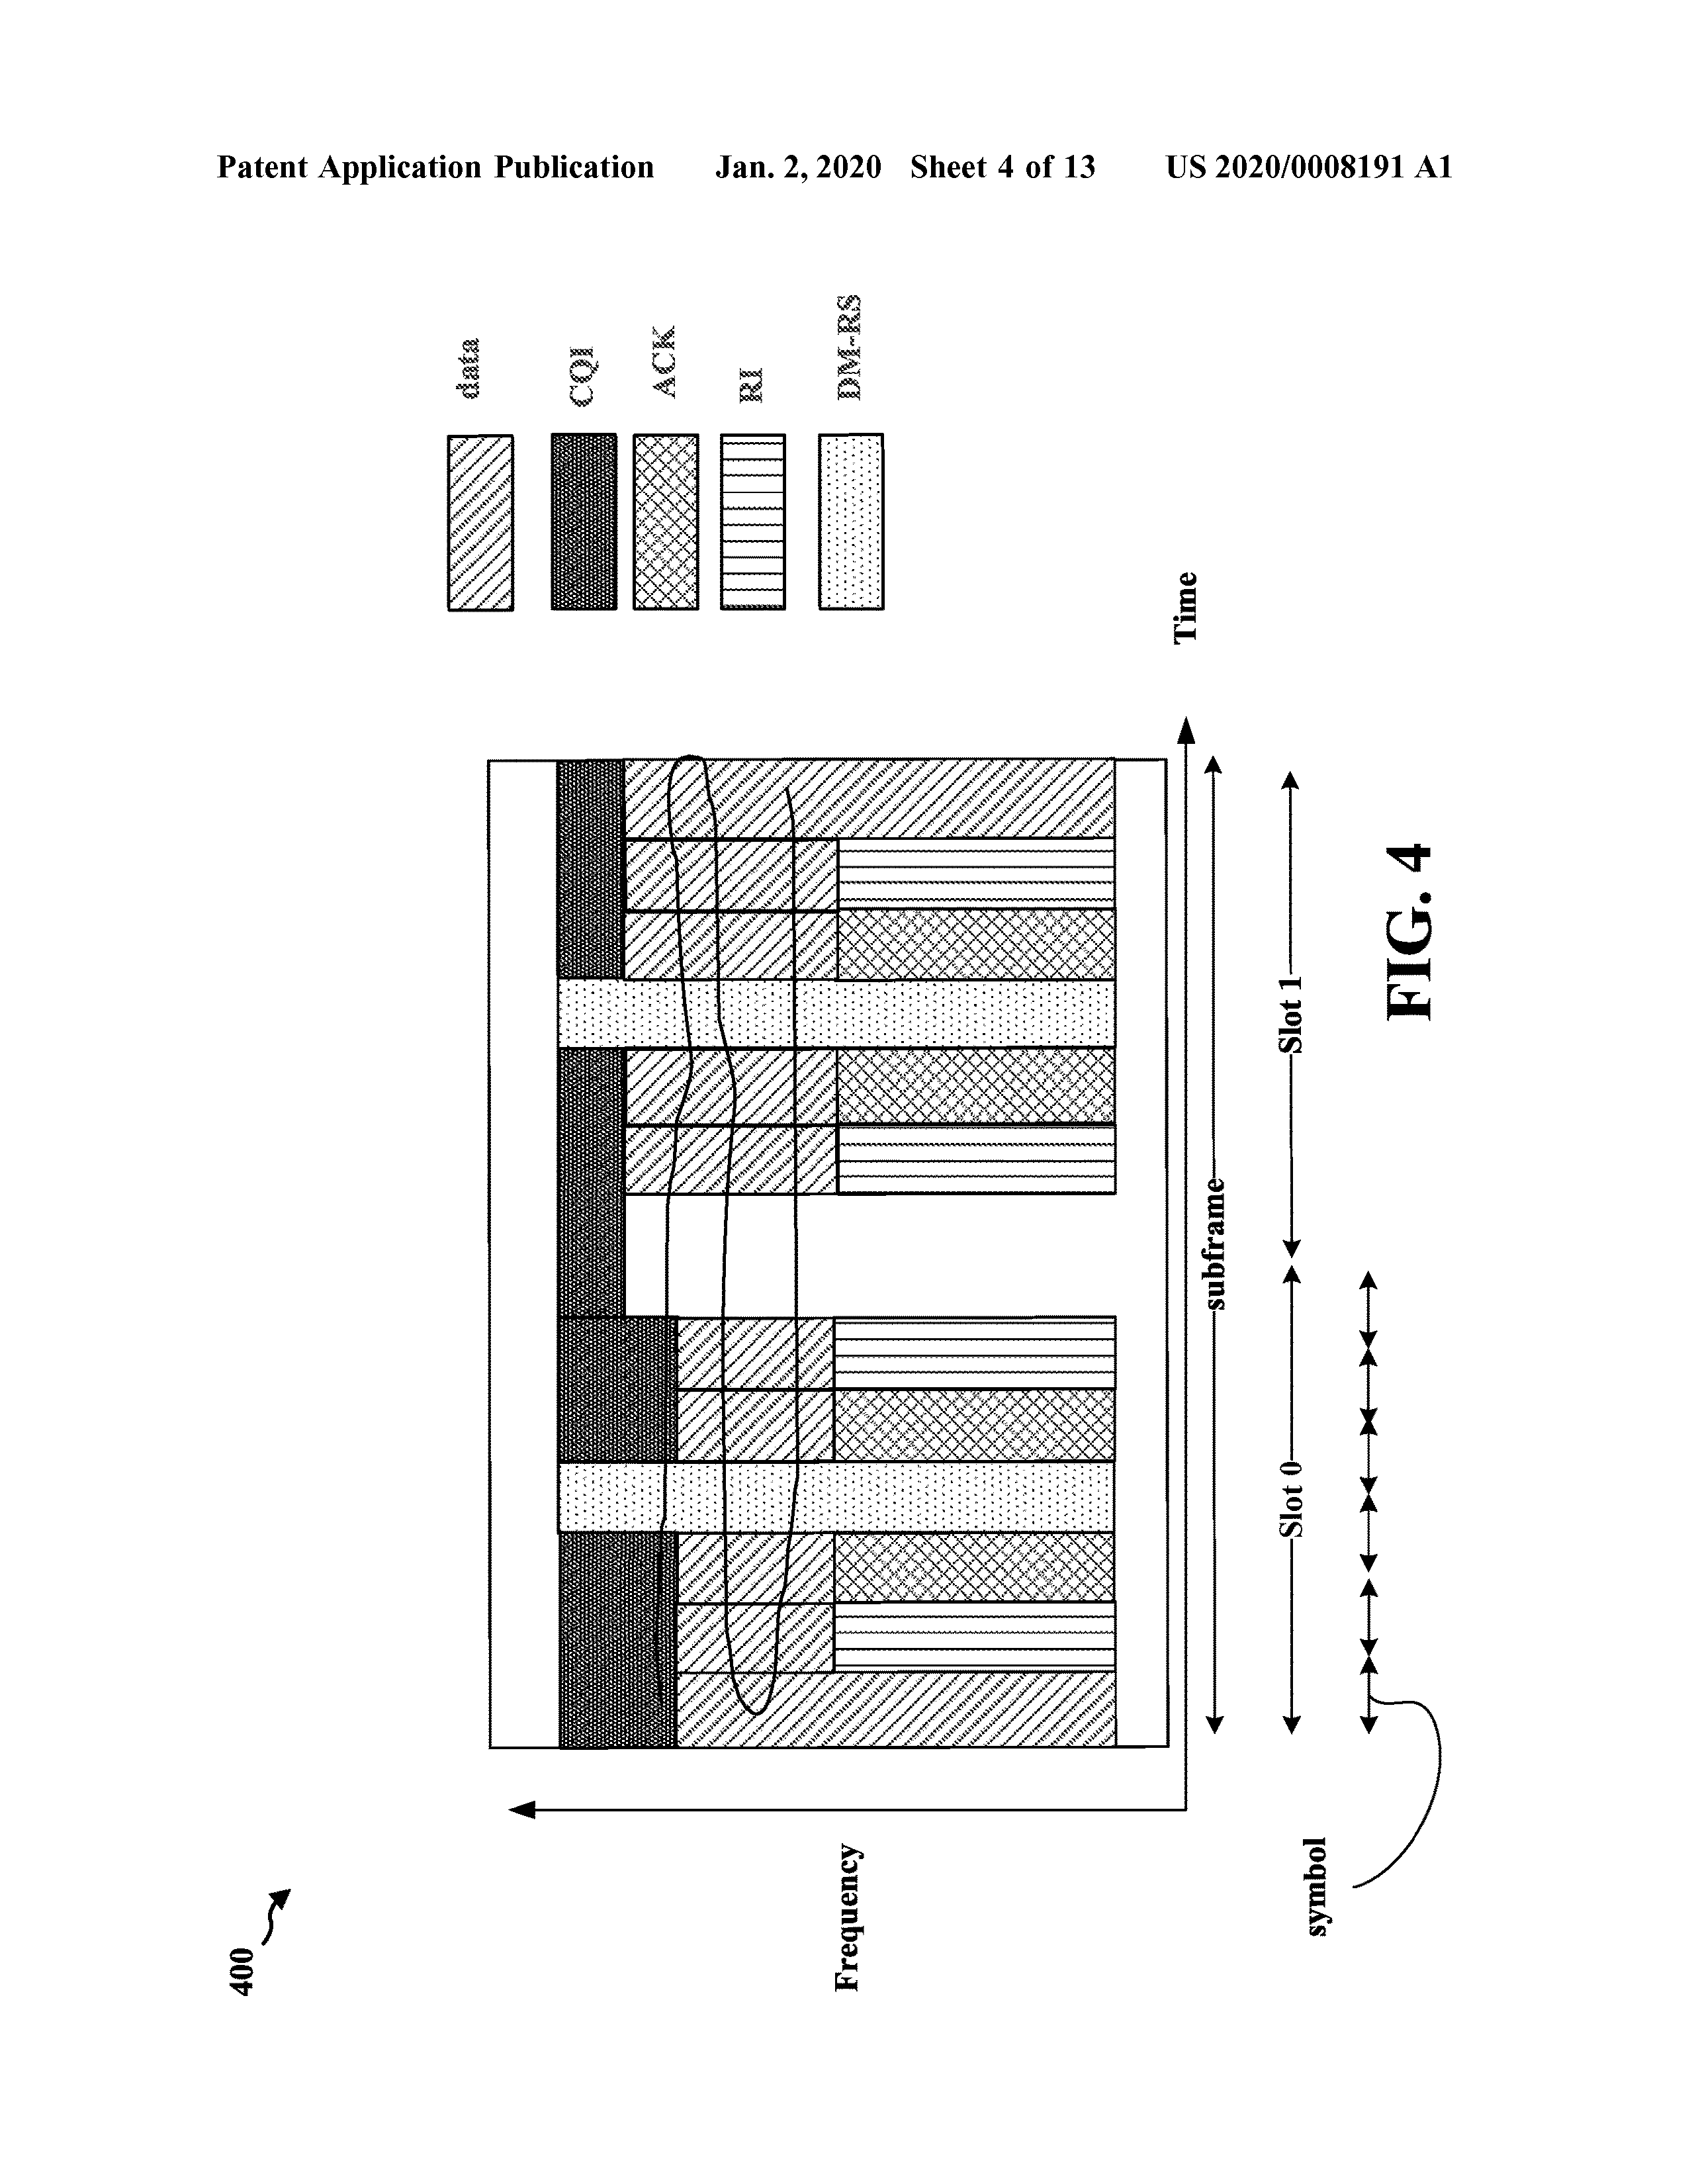 Patent Application Publication Jan. 2, 2020 Sheet 4 of 13 US 2020/0008191 A1
400
data
CQI
ACK
RI
DM-RS
Frequency
Time
subframe
Slot 0
Slot 1
symbol
FIG. 4